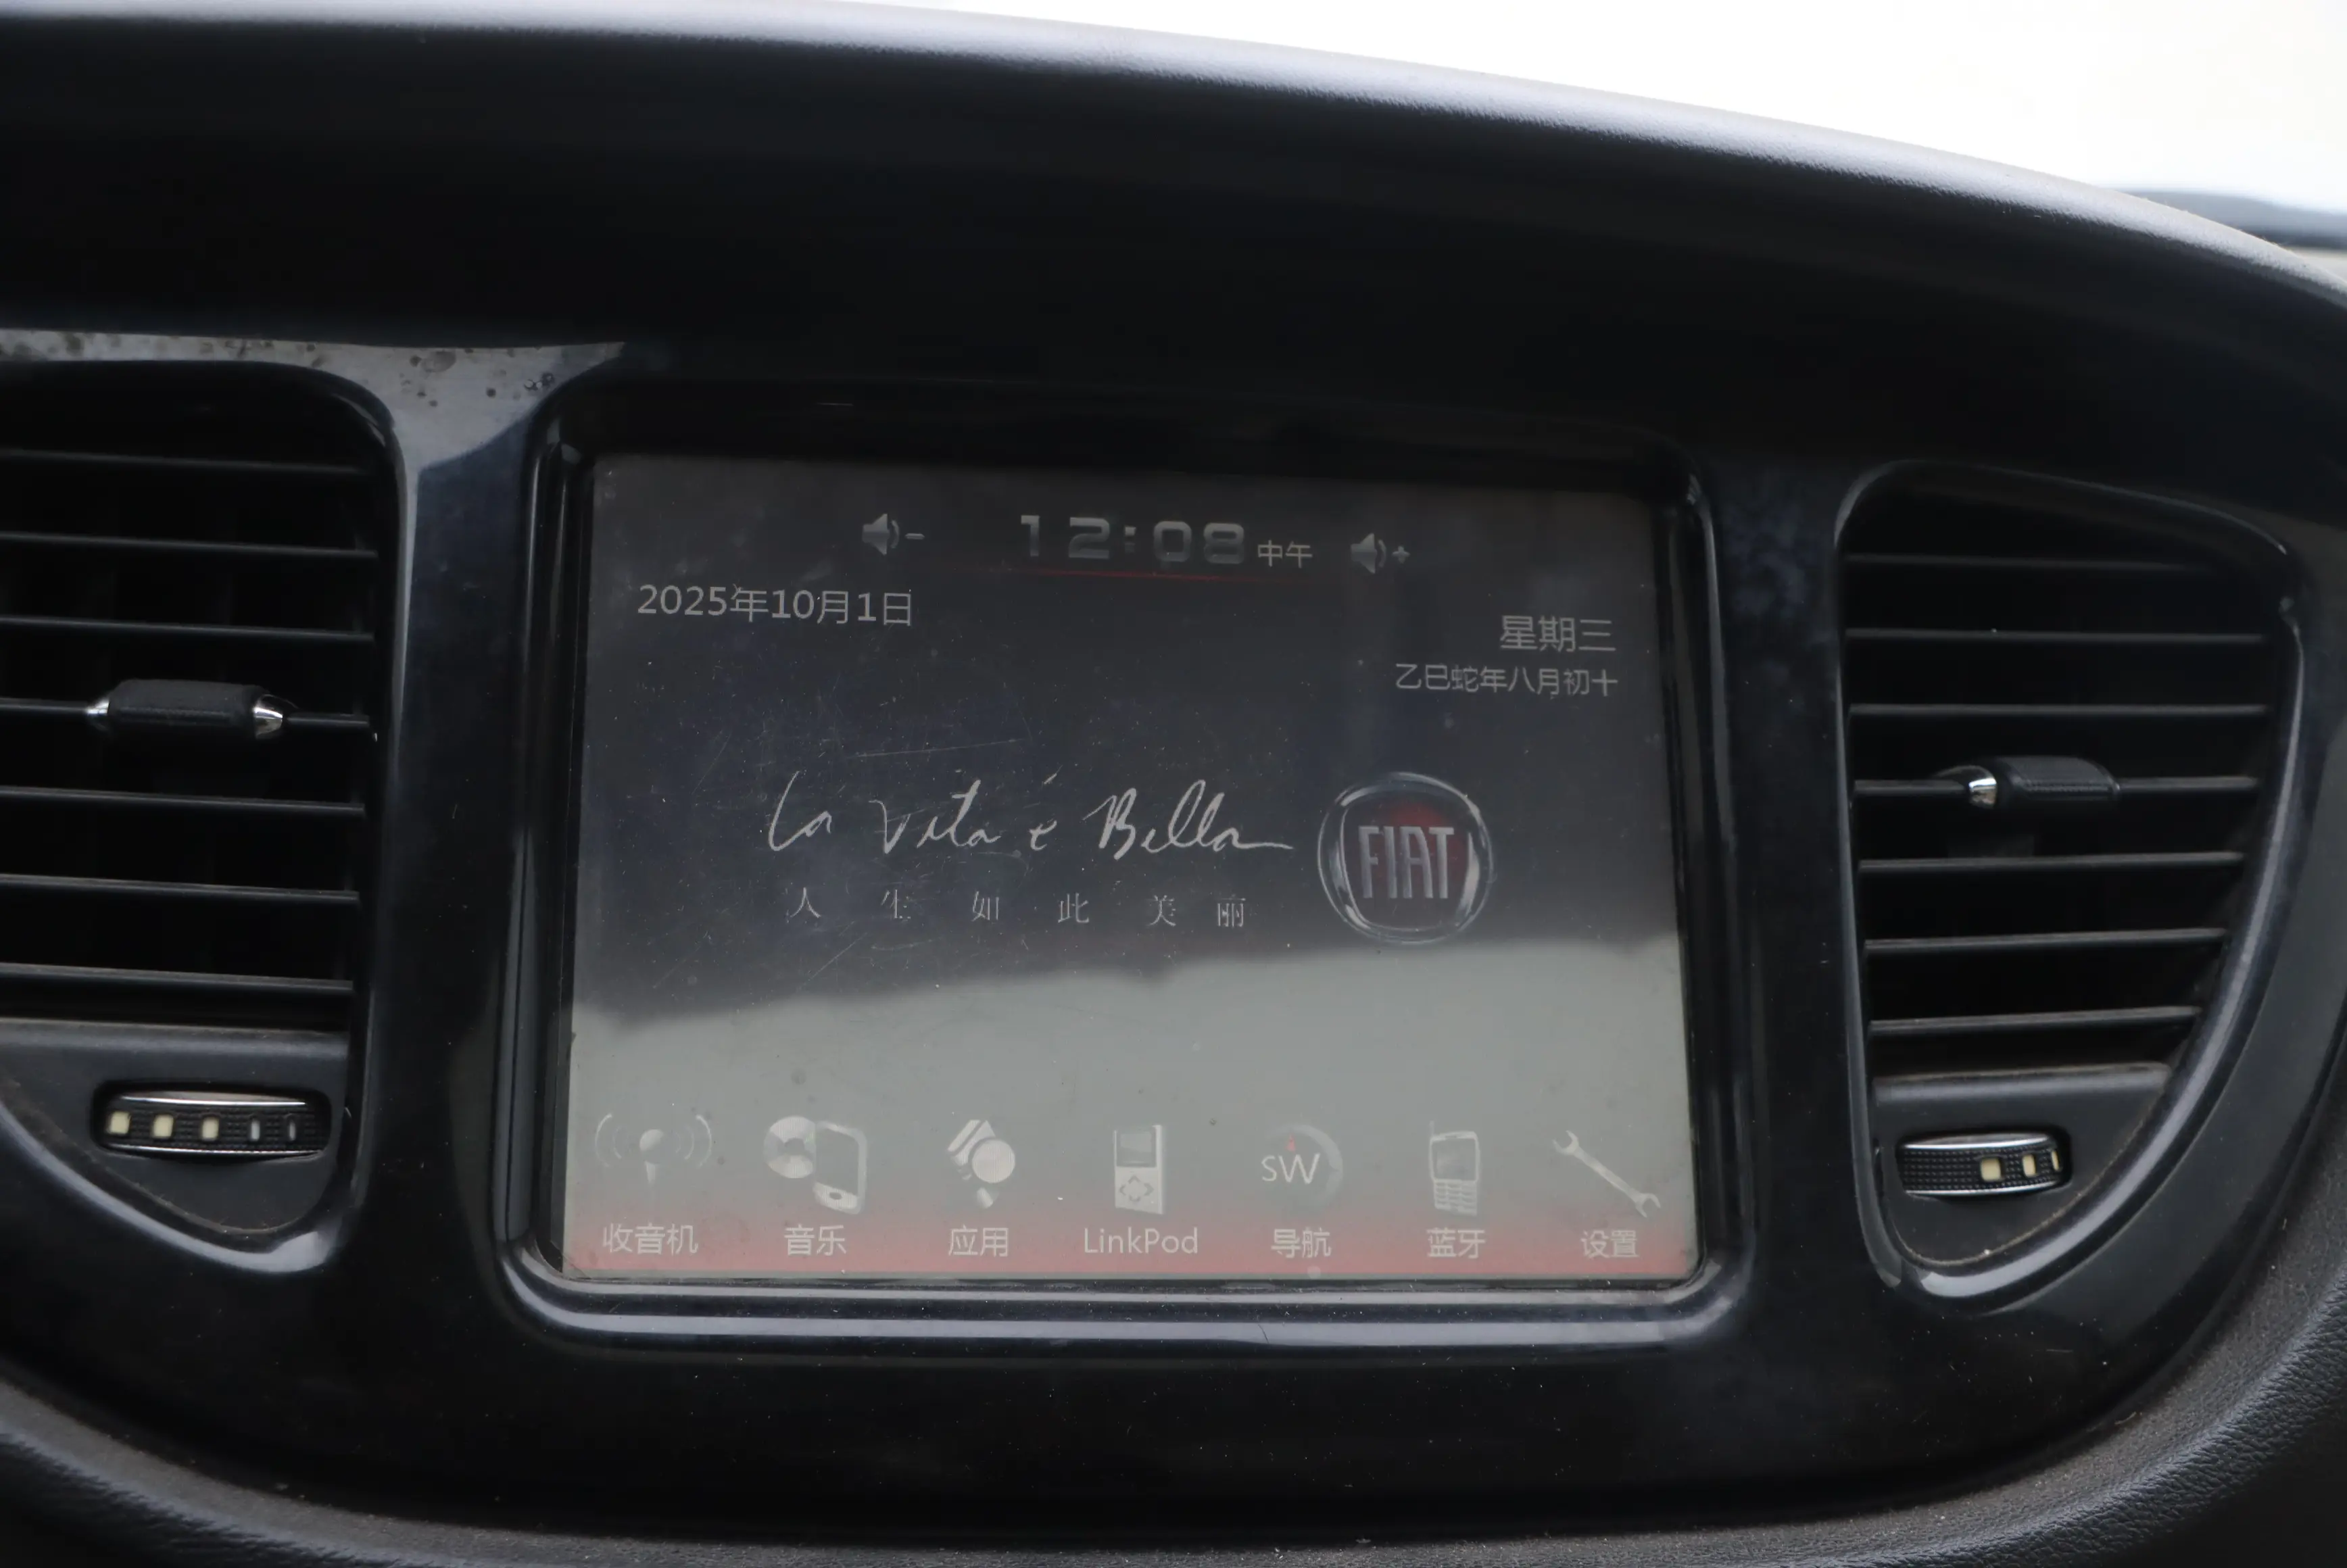 12:08 中午
2025年10月1日
星期三
乙巳蛇年八月初十
La Vita è Bella
FIAT
人生如此美丽
SW
收音机 音乐 应用 LinkPod 导航 蓝牙 设置